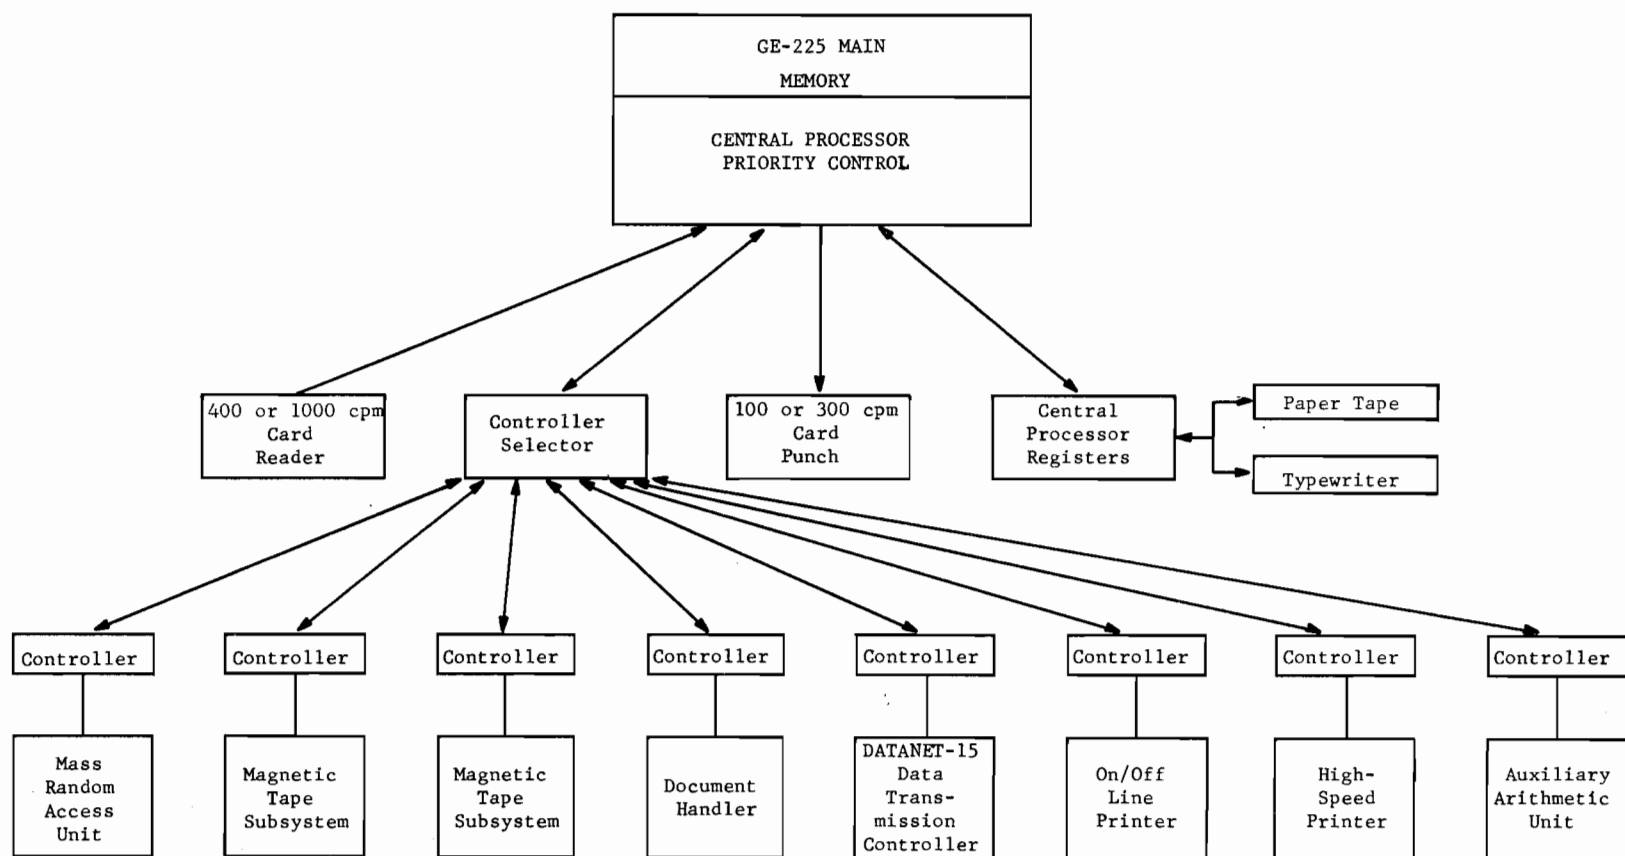 GE-225 MAIN
MEMORY
CENTRAL PROCESSOR
PRIORITY CONTROL
400 or 1000 cpm
Card
Reader
Controller
Selector
100 or 300 cpm
Card
Punch
Central
Processor
Registers
Paper Tape
Typewriter
Controller
Controller
Controller
Controller
Controller
Controller
Controller
Controller
Mass
Random
Access
Unit
Magnetic
Tape
Subsystem
Magnetic
Tape
Subsystem
Document
Handler
DATANET-15
Data
Trans-
mission
Controller
On/Off
Line
Printer
High-
Speed
Printer
Auxiliary
Arithmetic
Unit